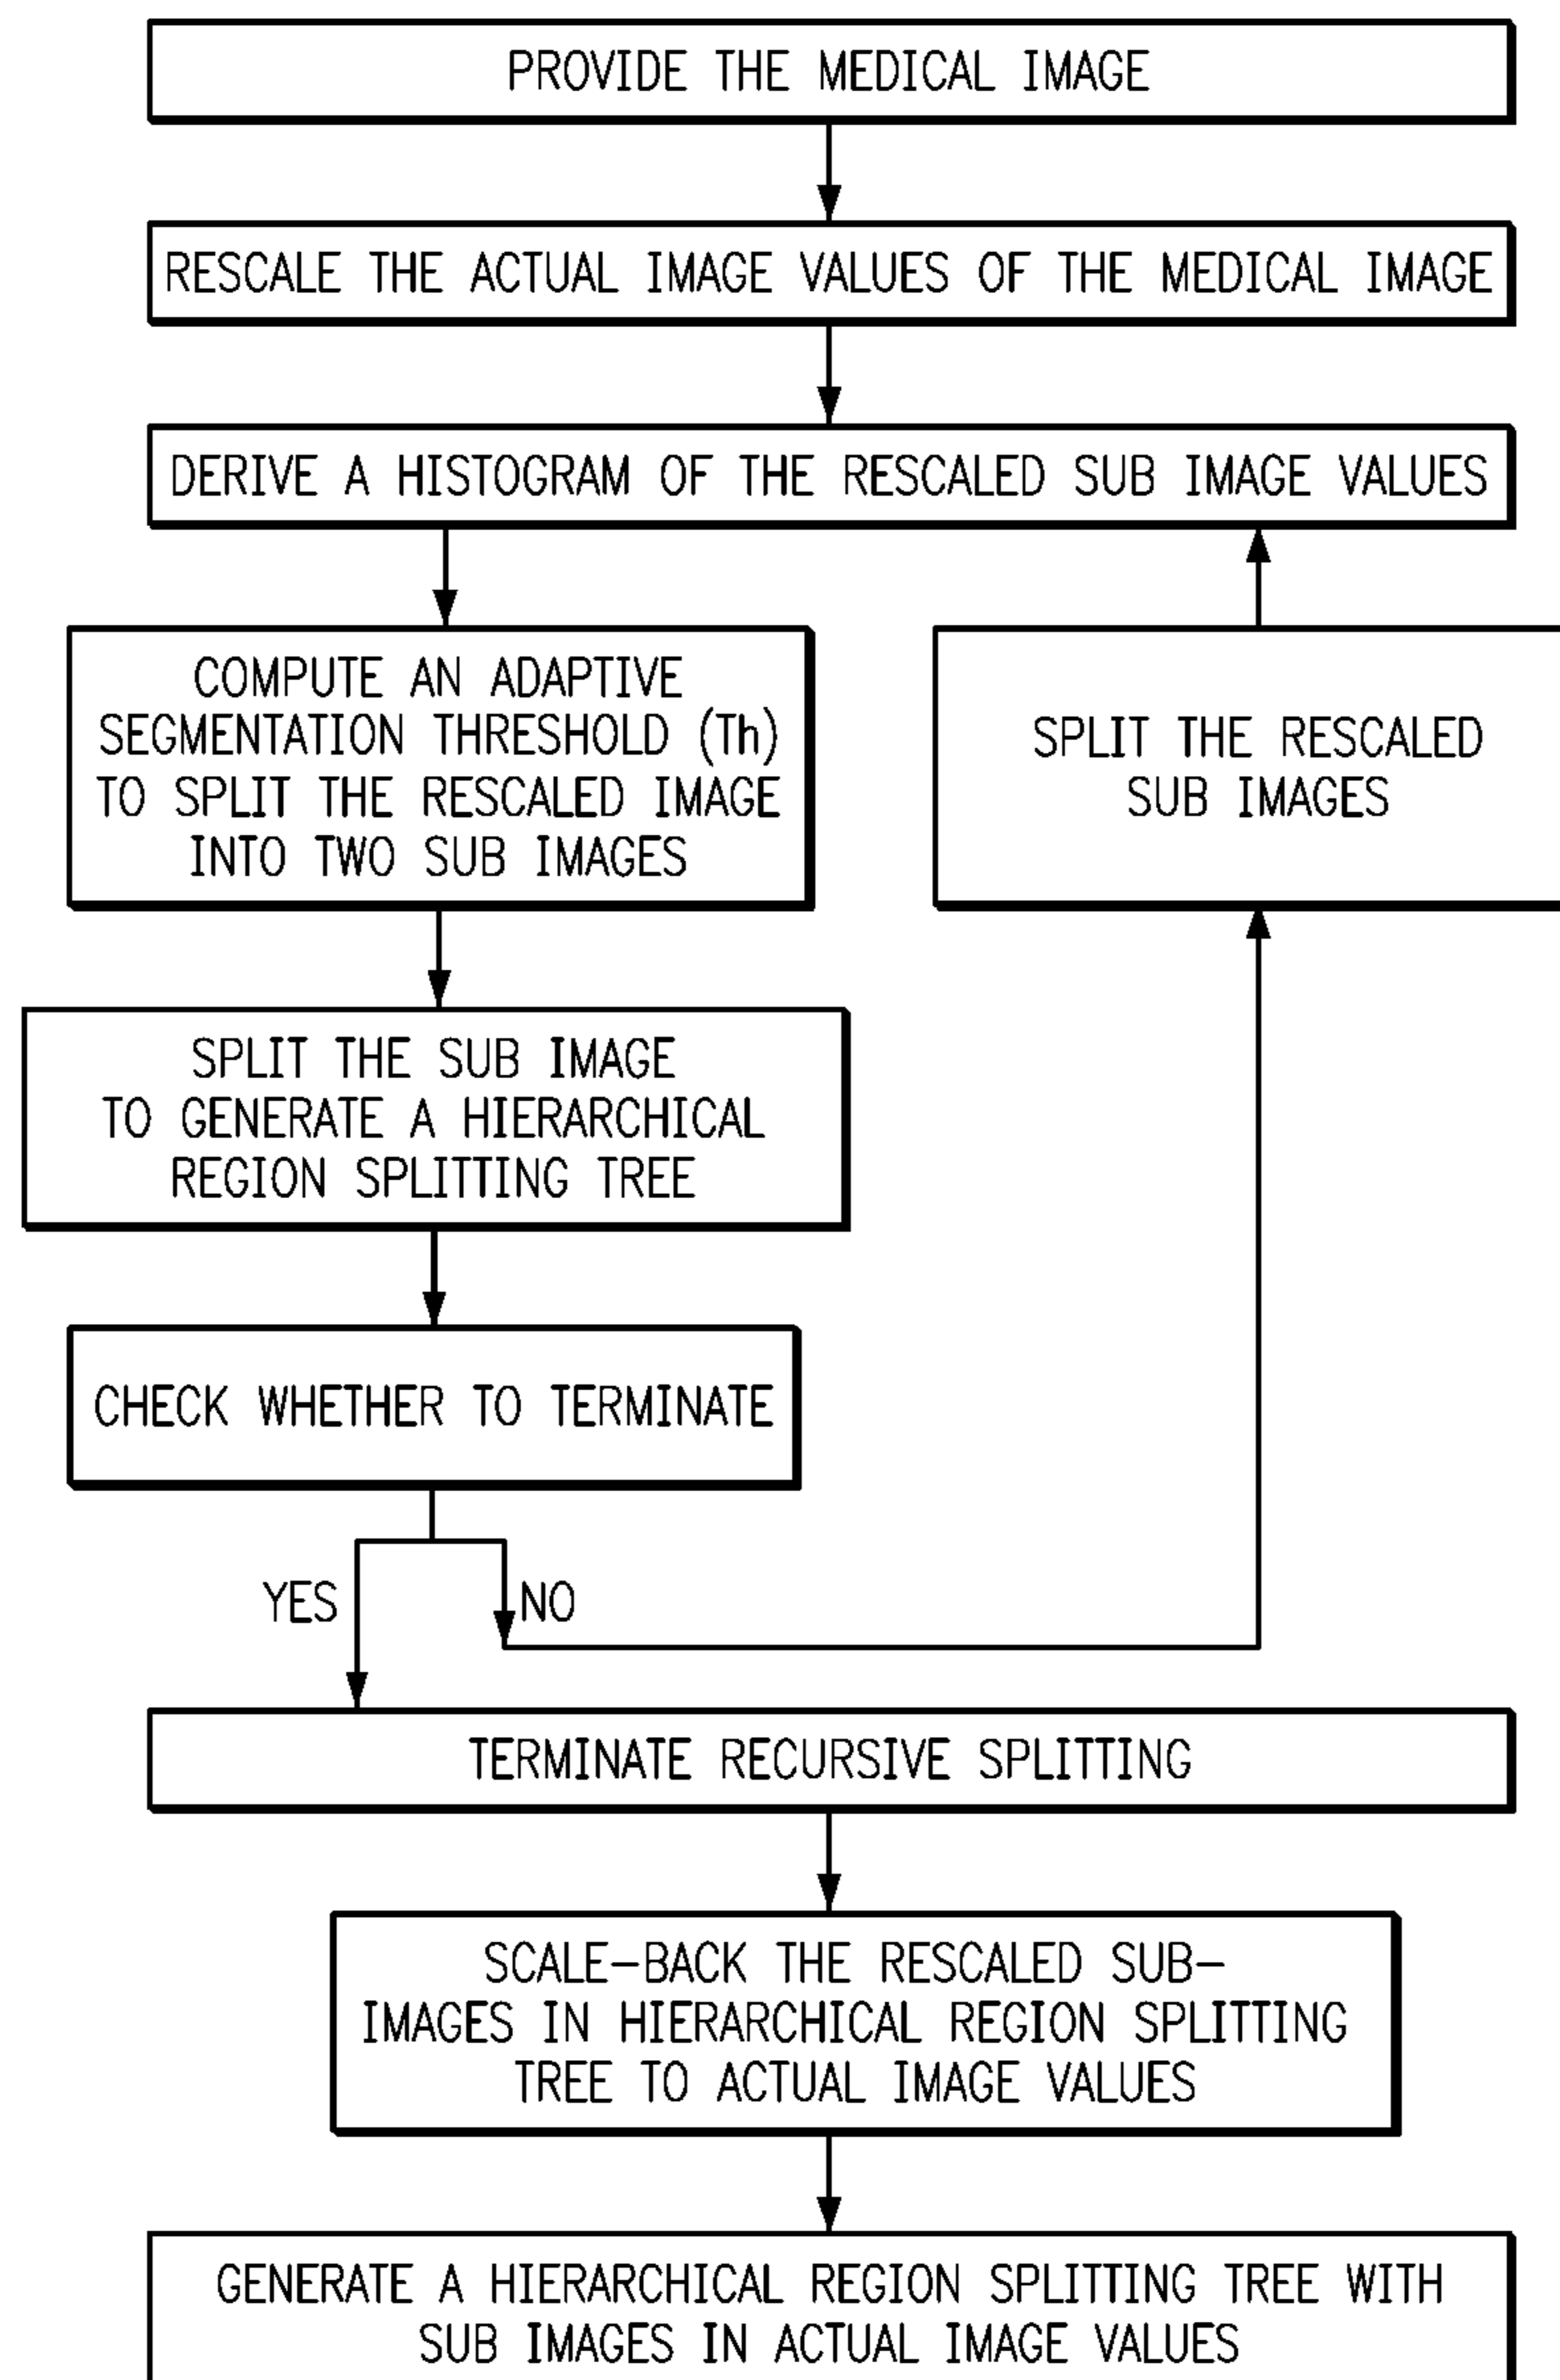 PROVIDE THE MEDICAL IMAGE
RESCALE THE ACTUAL IMAGE VALUES OF THE MEDICAL IMAGE
DERIVE A HISTOGRAM OF THE RESCALED SUB IMAGE VALUES
COMPUTE AN ADAPTIVE
SEGMENTATION THRESHOLD (Th)
TO SPLIT THE RESCALED IMAGE
INTO TWO SUB IMAGES
SPLIT THE RESCALED
SUB IMAGES
SPLIT THE SUB IMAGE
TO GENERATE A HIERARCHICAL
REGION SPLITTING TREE
CHECK WHETHER TO TERMINATE
YES
NO
TERMINATE RECURSIVE SPLITTING
SCALE-BACK THE RESCALED SUB-
IMAGES IN HIERARCHICAL REGION SPLITTING
TREE TO ACTUAL IMAGE VALUES
GENERATE A HIERARCHICAL REGION SPLITTING TREE WITH
SUB IMAGES IN ACTUAL IMAGE VALUES